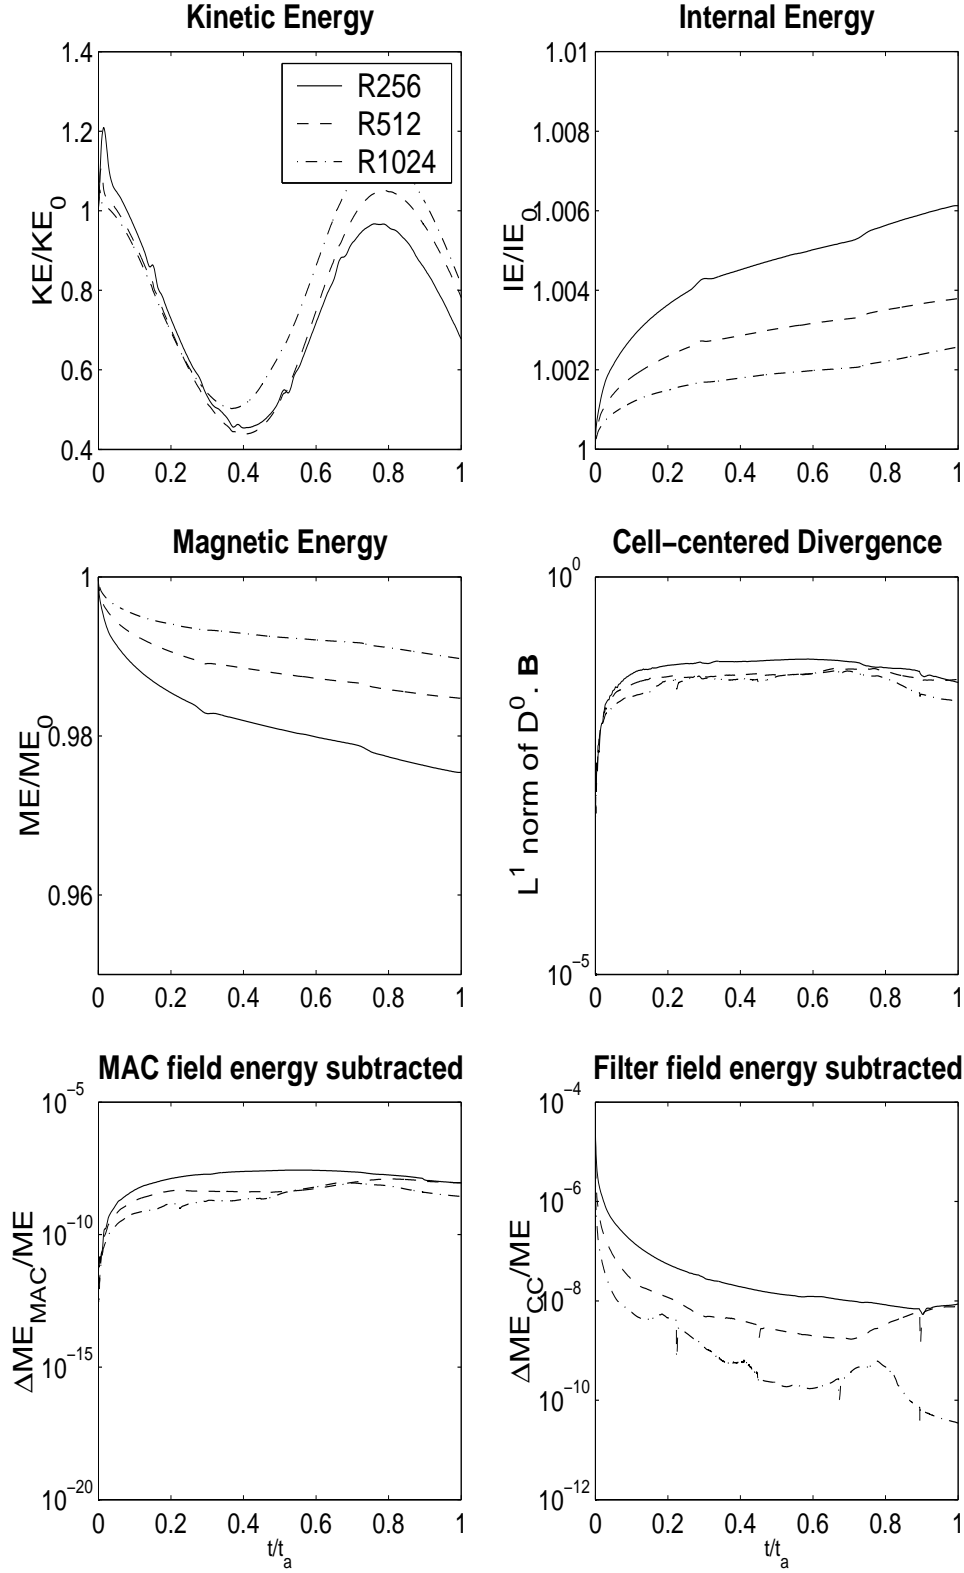 Kinetic Energy
KE/KE0
1.4
1.2
1
0.8
0.6
0.4
0 0.2 0.4 0.6 0.8 1
R256
R512
R1024
Internal Energy
IE/IE0
1.01
1.008
1.006
1.004
1.002
1
0 0.2 0.4 0.6 0.8 1
Magnetic Energy
ME/ME0
1
0.98
0.96
0 0.2 0.4 0.6 0.8 1
Cell−centered Divergence
L^1 norm of D^0 . B
10^0
10^−5
0 0.2 0.4 0.6 0.8 1
MAC field energy subtracted
ΔME_MAC/ME
10^−5
10^−10
10^−15
10^−20
0 0.2 0.4 0.6 0.8 1
t/t_a
Filter field energy subtracted
ΔME_CC/ME
10^−4
10^−6
10^−8
10^−10
10^−12
0 0.2 0.4 0.6 0.8 1
t/t_a